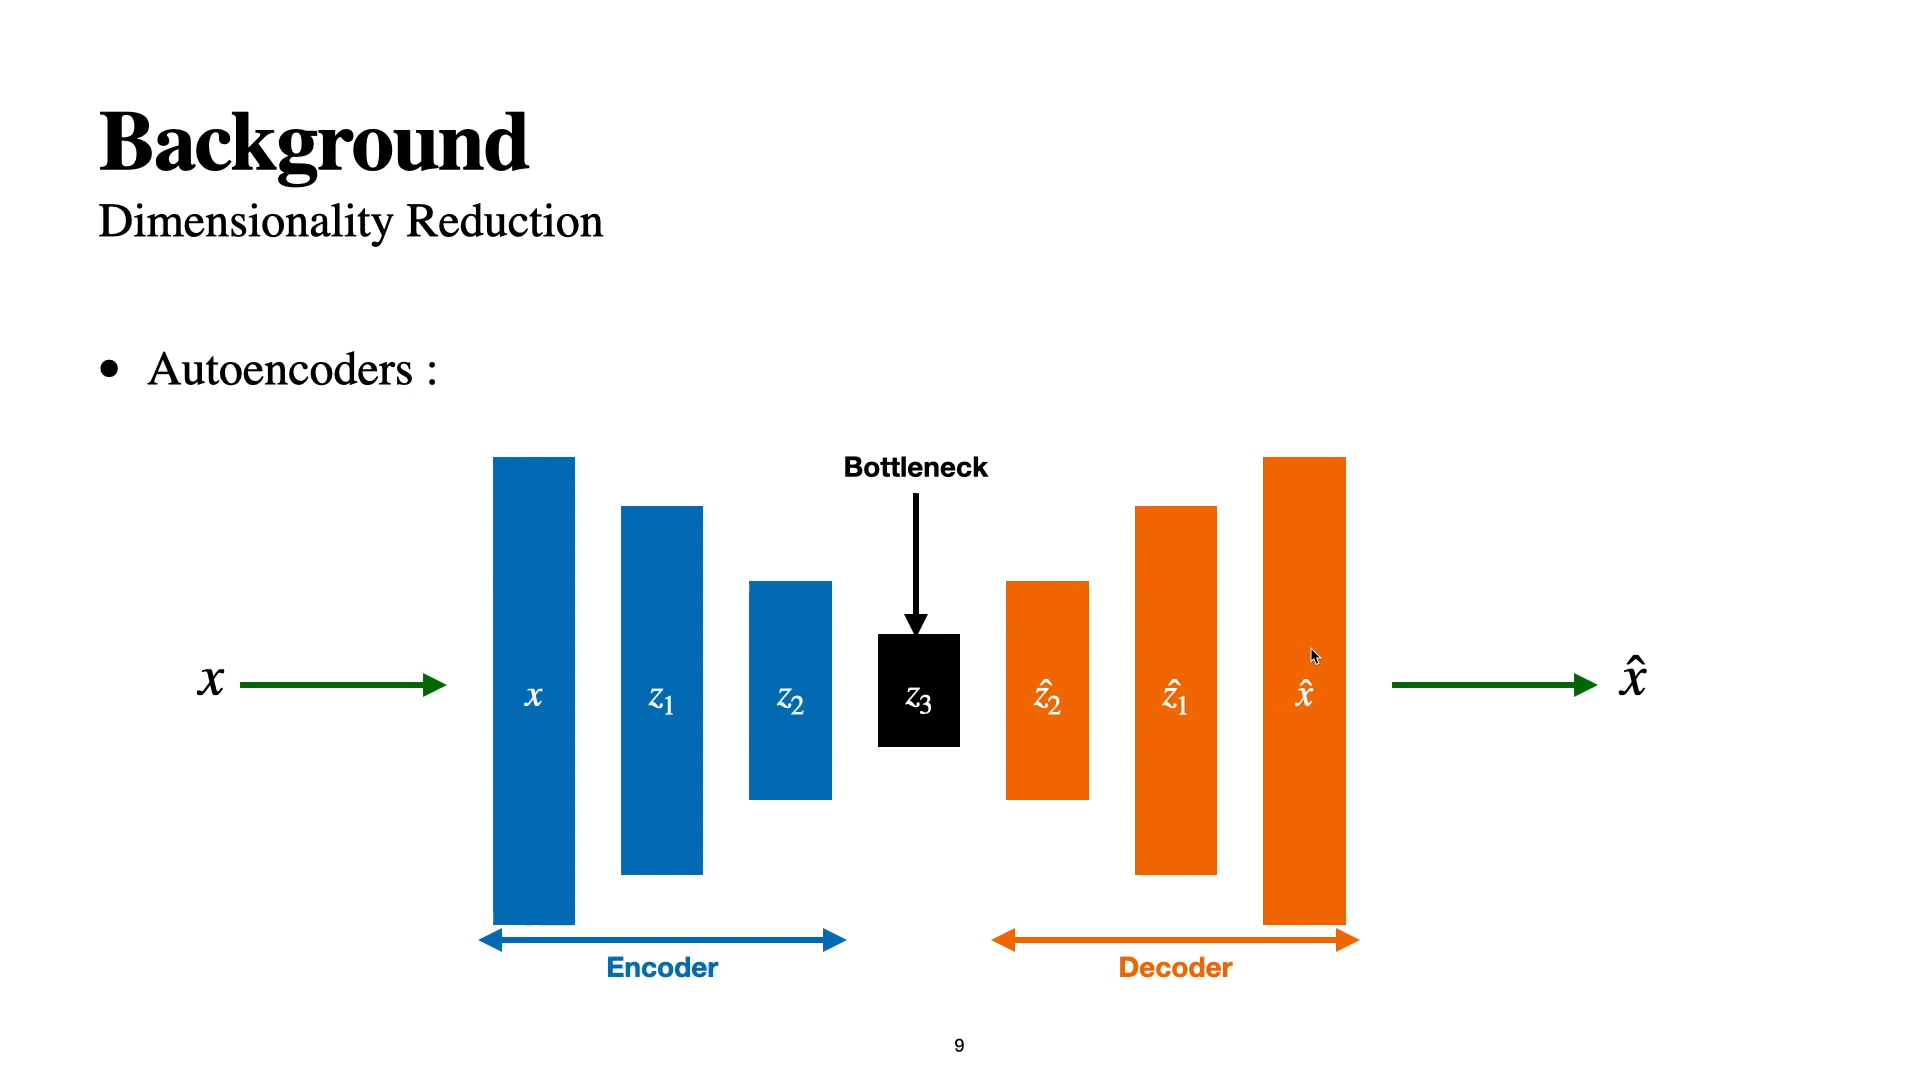 Background
Dimensionality Reduction
• Autoencoders :
Bottleneck
x
x
z₁
z₂
z₃
ẑ₂
ẑ₁
x̂
x̂
Encoder
Decoder
9